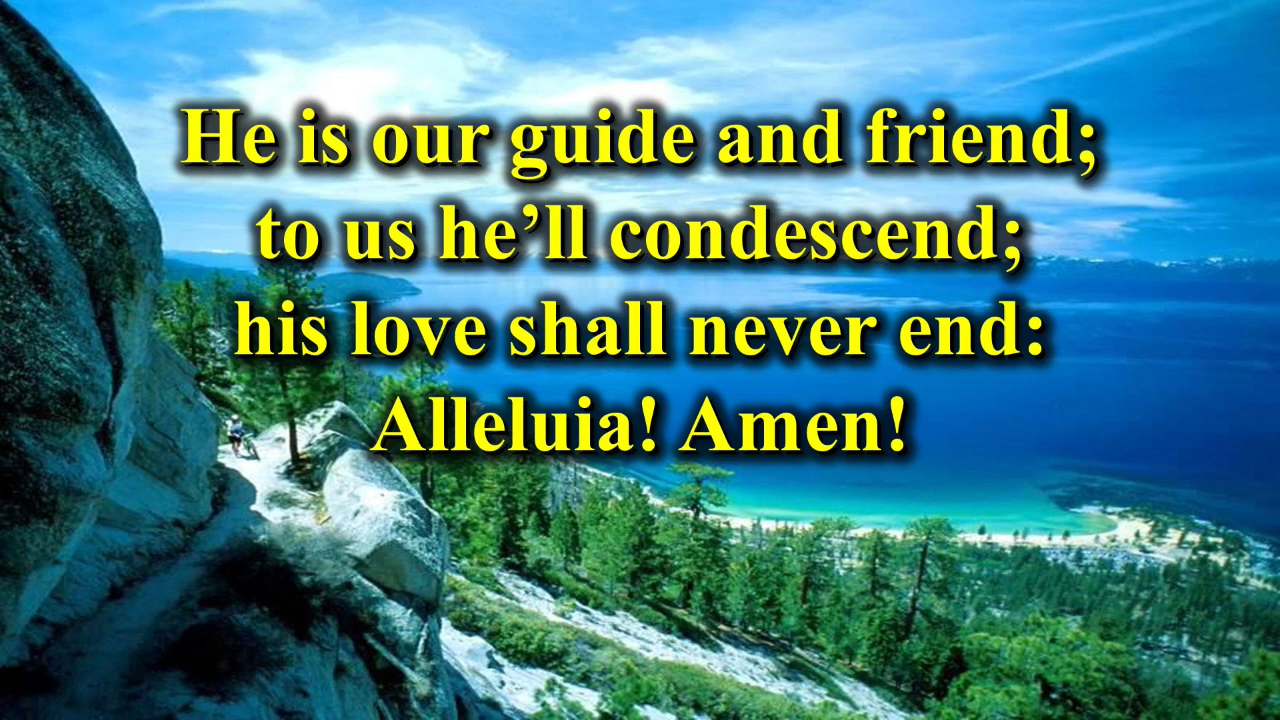 He is our guide and friend;
to us he’ll condescend;
his love shall never end:
Alleluia! Amen!